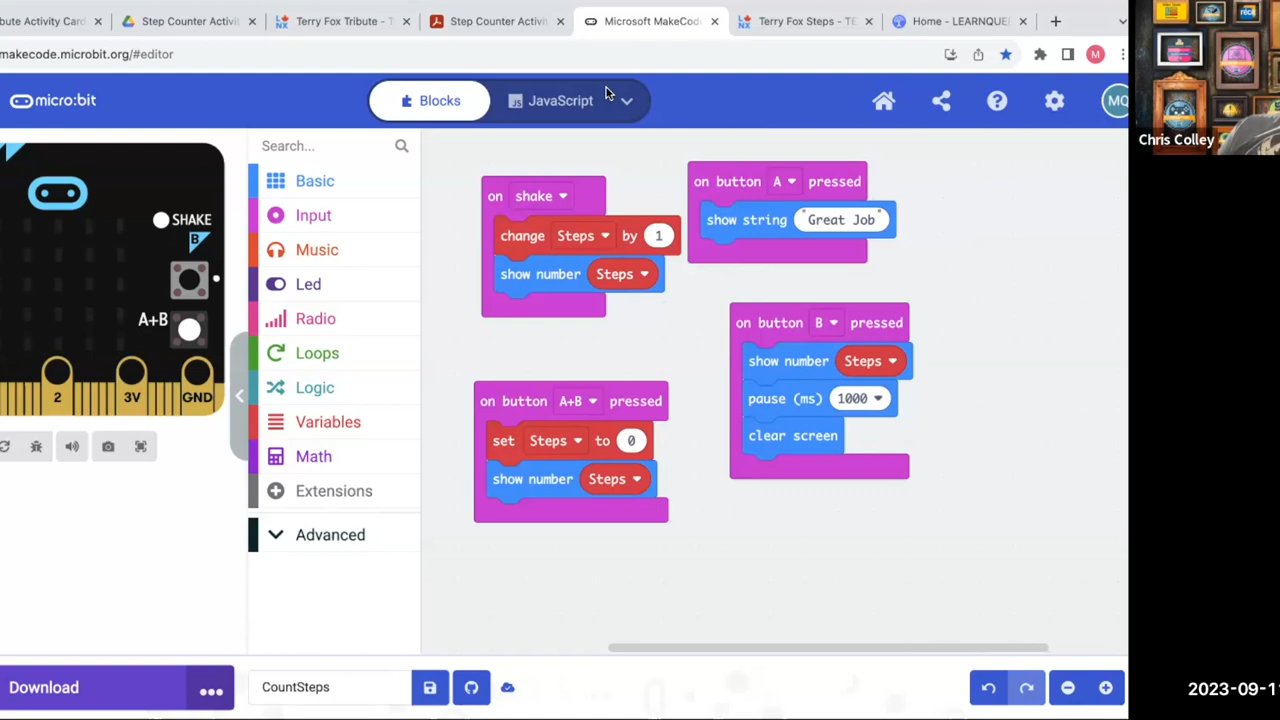 bute Activity Card
Step Counter Activi
Terry Fox Tribute - T
Step Counter Activi
Microsoft MakeCod
Terry Fox Steps - TE
Home - LEARNQUE
makecode.microbit.org/#editor
M
micro:bit
Blocks
JS
JavaScript
MQ
Chris Colley
Search...
Basic
Input
Music
Led
Radio
Loops
Logic
Variables
Math
Extensions
Advanced
SHAKE
B
A+B
2
3V
GND
on shake
change Steps by 1
show number Steps
on button A pressed
show string "Great Job"
on button B pressed
show number Steps
pause (ms) 1000
clear screen
on button A+B pressed
set Steps to 0
show number Steps
Download
CountSteps
2023-09-11